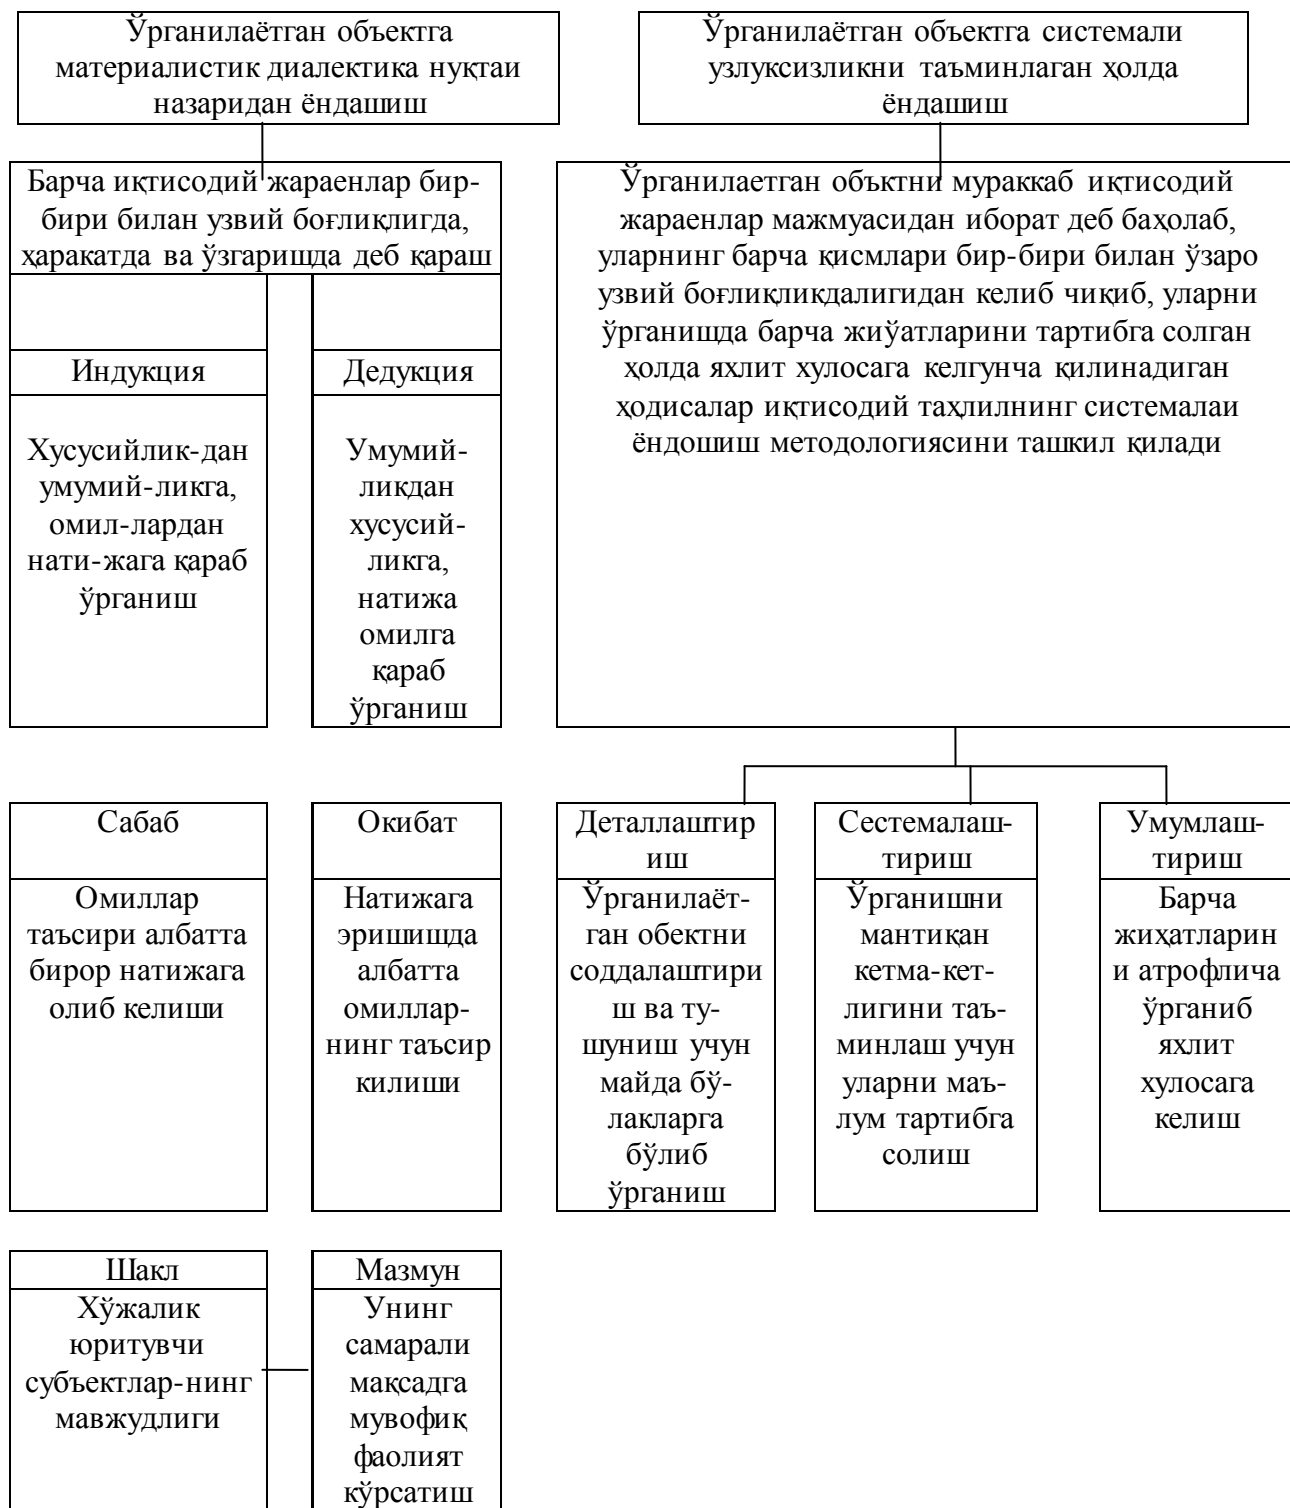 Ўрганилаётган объектга
материалистик диалектика нуқтаи
назаридан ёндашиш
Ўрганилаётган объектга системали
узлуксизликни таъминлаган ҳолда
ёндашиш
Барча иқтисодий жараенлар бир-
бири билан узвий боғлиқлигда,
ҳаракатда ва ўзгаришда деб қараш
Ўрганилаетган объктни мураккаб иқтисодий
жараенлар мажмуасидан иборат деб баҳолаб,
уларнинг барча қисмлари бир-бири билан ўзаро
узвий боғлиқликдалигидан келиб чиқиб, уларни
ўрганишда барча жиўатларини тартибга солган
ҳолда яхлит хулосага келгунча қилинадиган
ҳодисалар иқтисодий таҳлилнинг системалаи
ёндошиш методологиясини ташкил қилади
Индукция
Хусусийлик-дан
умумий-ликга,
омил-лардан
нати-жага қараб
ўрганиш
Дедукция
Умумий-
ликдан
хусусий-
ликга,
натижа
омилга
қараб
ўрганиш
Сабаб
Омиллар
таъсири албатта
бирор натижага
олиб келиши
Окибат
Натижага
эришишда
албатта
омиллар-
нинг таъсир
килиши
Деталлаштир
иш
Ўрганилаёт-
ган обектни
соддалаштири
ш ва ту-
шуниш учун
майда бў-
лакларга
бўлиб
ўрганиш
Сестемалаш-
тириш
Ўрганишни
мантиқан
кетма-кет-
лигини таъ-
минлаш учун
уларни маъ-
лум тартибга
солиш
Умумлаш-
тириш
Барча
жиҳатларин
и атрофлича
ўрганиб
яхлит
хулосага
келиш
Шакл
Хўжалик
юритувчи
субъектлар-нинг
мавжудлиги
Мазмун
Унинг
самарали
мақсадга
мувофиқ
фаолият
кўрсатиш